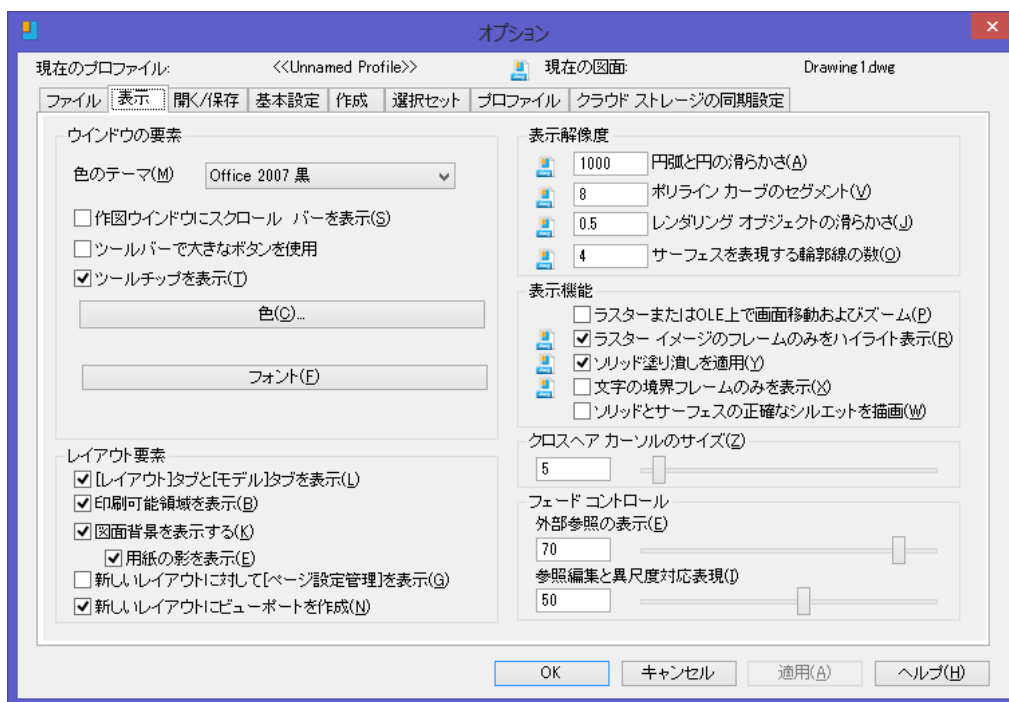 オプション
現在のプロファイル: <<Unnamed Profile>> 現在の図面: Drawing1.dwg
ファイル 表示 開く/保存 基本設定 作成 選択セット プロファイル クラウド ストレージの同期設定
ウインドウの要素
色のテーマ(M) Office 2007 黒
作図ウインドウにスクロール バーを表示(S)
ツールバーで大きなボタンを使用
ツールチップを表示(T)
色(C)...
フォント(F)
レイアウト要素
[レイアウト]タブと[モデル]タブを表示(L)
印刷可能領域を表示(B)
図面背景を表示する(K)
用紙の影を表示(E)
新しいレイアウトに対して[ページ設定管理]を表示(G)
新しいレイアウトにビューポートを作成(N)
表示解像度
1000 円弧と円の滑らかさ(A)
8 ポリライン カーブのセグメント(V)
0.5 レンダリング オブジェクトの滑らかさ(J)
4 サーフェスを表現する輪郭線の数(O)
表示機能
ラスターまたはOLE上で画面移動およびズーム(P)
ラスター イメージのフレームのみをハイライト表示(R)
ソリッド塗り潰しを適用(Y)
文字の境界フレームのみを表示(X)
ソリッドとサーフェスの正確なシルエットを描画(W)
クロスヘア カーソルのサイズ(Z)
5
フェード コントロール
外部参照の表示(E)
70
参照編集と異尺度対応表現(I)
50
OK キャンセル 適用(A) ヘルプ(H)